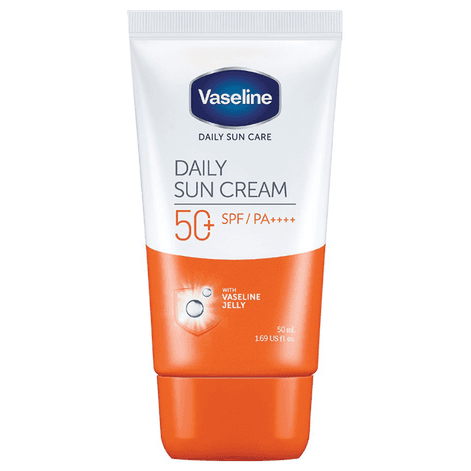 Vaseline
DAILY SUN CARE
DAILY
SUN CREAM
50+ SPF / PA++++
WITH
VASELINE
JELLY
50 mL
1.69 US fl. oz.